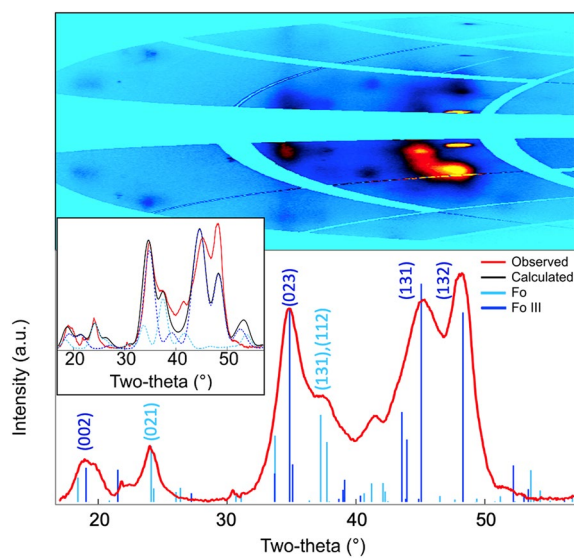 Observed
Calculated
Fo
Fo III
(002)
(021)
(023)
(131),(112)
(131)
(132)
20
30
40
50
Two-theta (°)
Intensity (a.u.)
20
30
40
50
Two-theta (°)